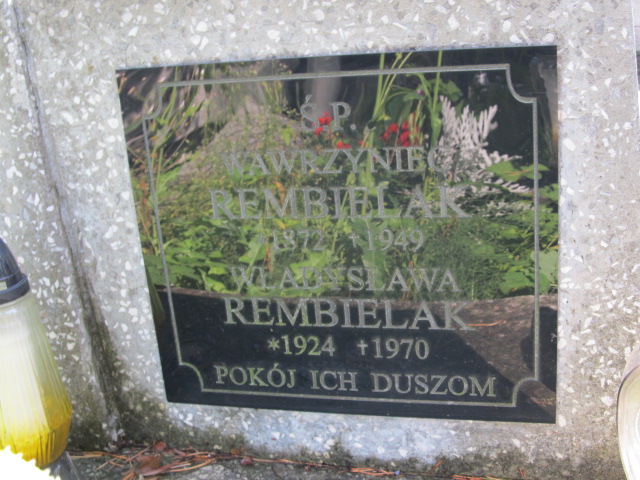 Ś.P.
WAWRZYNIEC
REMBIELAK
*1872 +1949
WŁADYSŁAWA
REMBIELAK
*1924 +1970
POKÓJ ICH DUSZOM